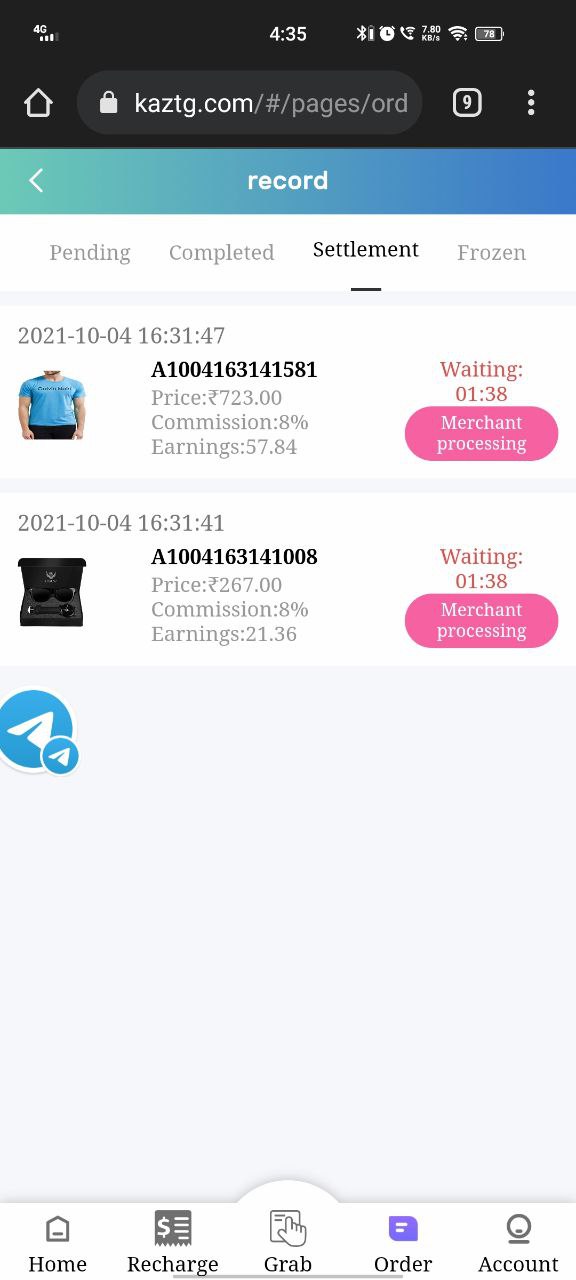 4G
4:35
7.80
KB/s
78
kaztg.com/#/pages/ord
9
record
Pending
Completed
Settlement
Frozen
2021-10-04 16:31:47
A1004163141581
Price:₹723.00
Commission:8%
Earnings:57.84
Waiting:
01:38
Merchant
processing
2021-10-04 16:31:41
A1004163141008
Price:₹267.00
Commission:8%
Earnings:21.36
Waiting:
01:38
Merchant
processing
Home
Recharge
Grab
Order
Account